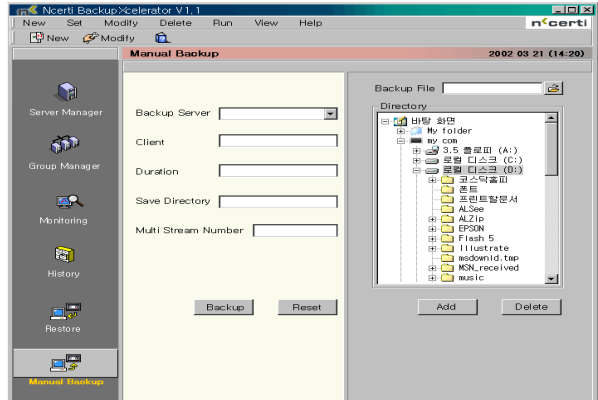 Ncerti BackupXcelerator V1,1
New Set Modify Delete Run View Help
ncerti
New Modify
Manual Backup 2002 03 21 (14:20)
Server Manager
Group Manager
Monitoring
History
Restore
Manual Backup
Backup Server
Client
Duration
Save Directory
Multi Stream Number
Backup Reset
Backup File
Directory
바탕 화면
My folder
my com
3.5 플로피 (A:)
로컬 디스크 (C:)
로컬 디스크 (D:)
코스닥홈피
폰트
프린트할문서
ALSee
ALZip
EPSON
Flash 5
Illustrate
msdownld.tmp
MSN_received
music
Add Delete